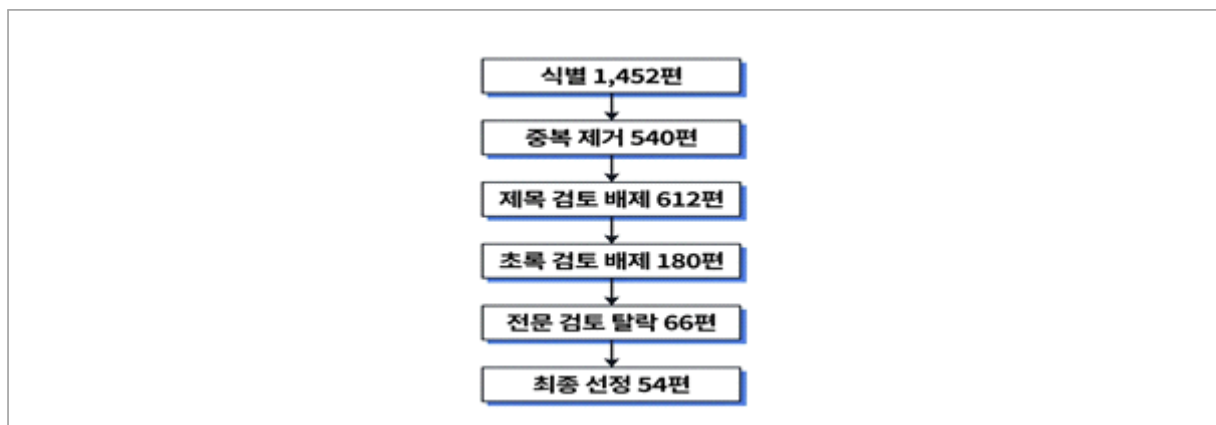 식별 1,452편
중복 제거 540편
제목 검토 배제 612편
초록 검토 배제 180편
전문 검토 탈락 66편
최종 선정 54편